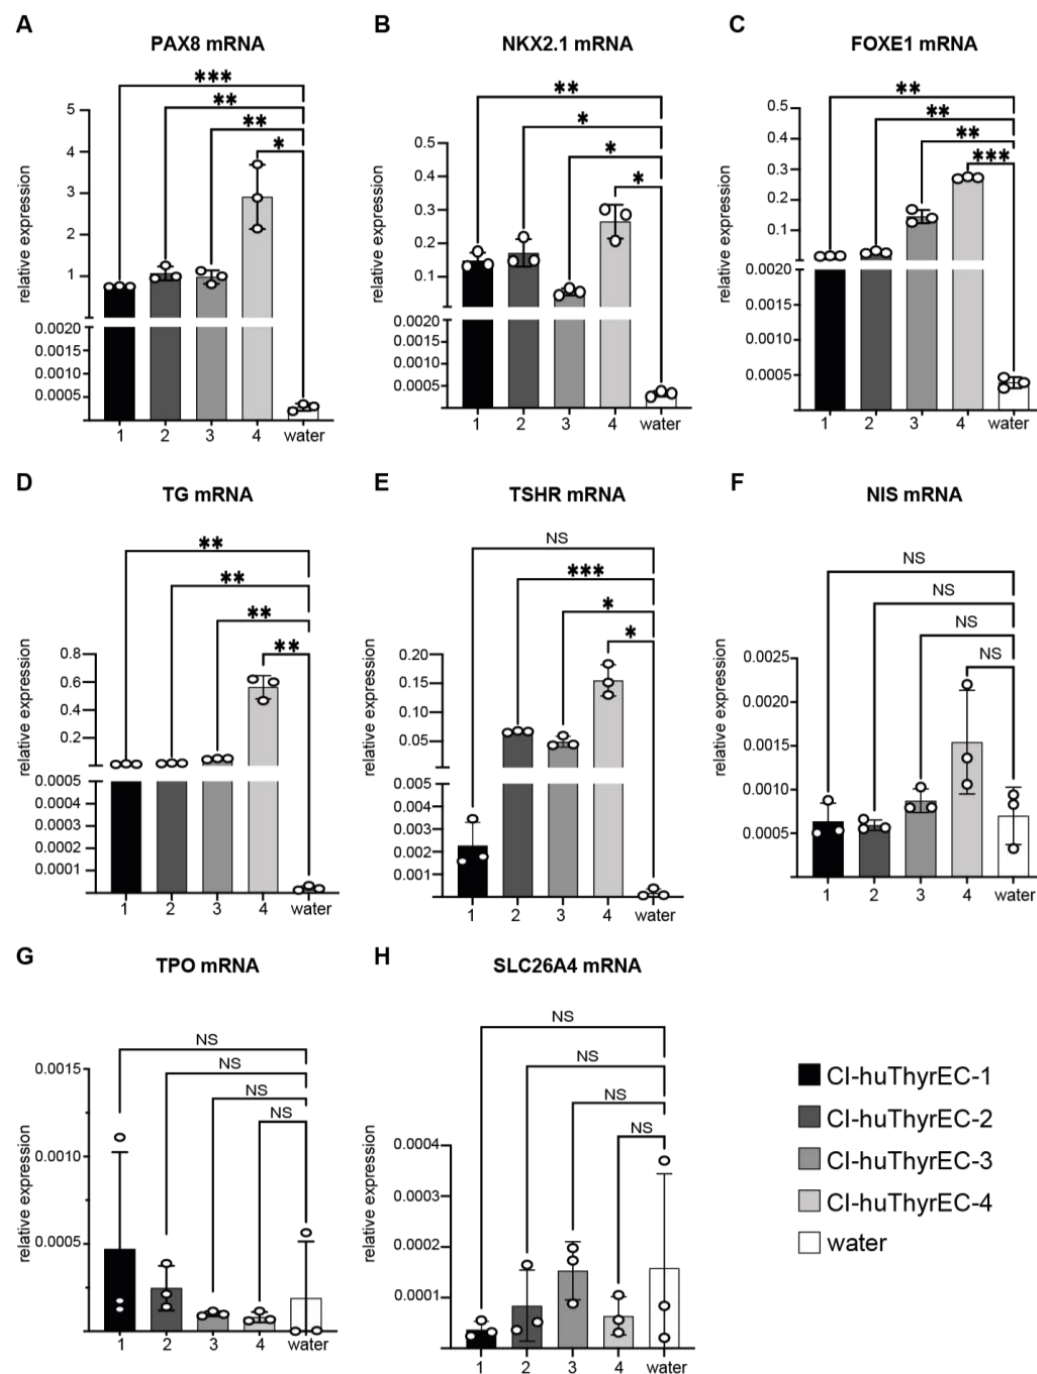 A
PAX8 mRNA
***
**
**
*
relative expression
5
4
3
2
1
0.0020
0.0015
0.0010
0.0005
1 2 3 4 water
B
NKX2.1 mRNA
**
*
*
*
relative expression
0.5
0.4
0.3
0.2
0.1
0.0020
0.0015
0.0010
0.0005
1 2 3 4 water
C
FOXE1 mRNA
**
**
**
***
relative expression
0.5
0.4
0.3
0.2
0.1
0.0020
0.0015
0.0010
0.0005
1 2 3 4 water
D
TG mRNA
**
**
**
**
relative expression
0.8
0.6
0.4
0.2
0.0005
0.0004
0.0003
0.0002
0.0001
1 2 3 4 water
E
TSHR mRNA
NS
***
*
*
relative expression
0.20
0.15
0.10
0.05
0.005
0.004
0.003
0.002
0.001
1 2 3 4 water
F
NIS mRNA
NS
NS
NS
NS
relative expression
0.0025
0.0015
0.0010
0.0005
1 2 3 4 water
G
TPO mRNA
NS
NS
NS
NS
relative expression
0.0015
0.0010
0.0005
1 2 3 4 water
H
SLC26A4 mRNA
NS
NS
NS
NS
relative expression
0.0004
0.0003
0.0002
0.0001
1 2 3 4 water
CI-huThyrEC-1
CI-huThyrEC-2
CI-huThyrEC-3
CI-huThyrEC-4
water